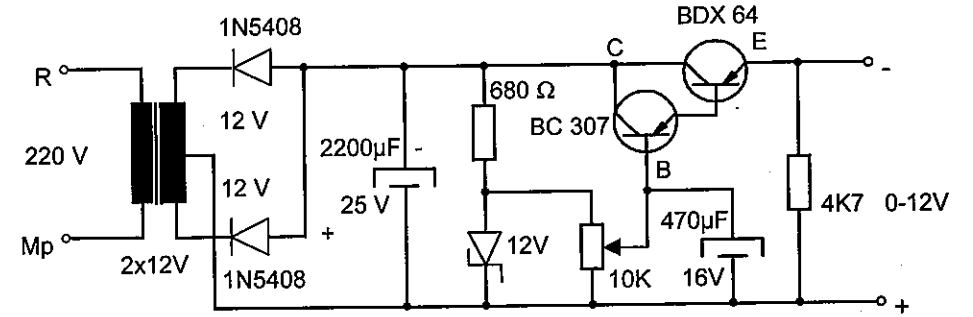 BDX 64
1N5408
C
E
R
-
680 Ω
12 V
BC 307
2200µF -
220 V
B
12 V
25 V
4K7 0-12V
470µF
+
12V
Mp
2x12V
10K
16V
1N5408
+